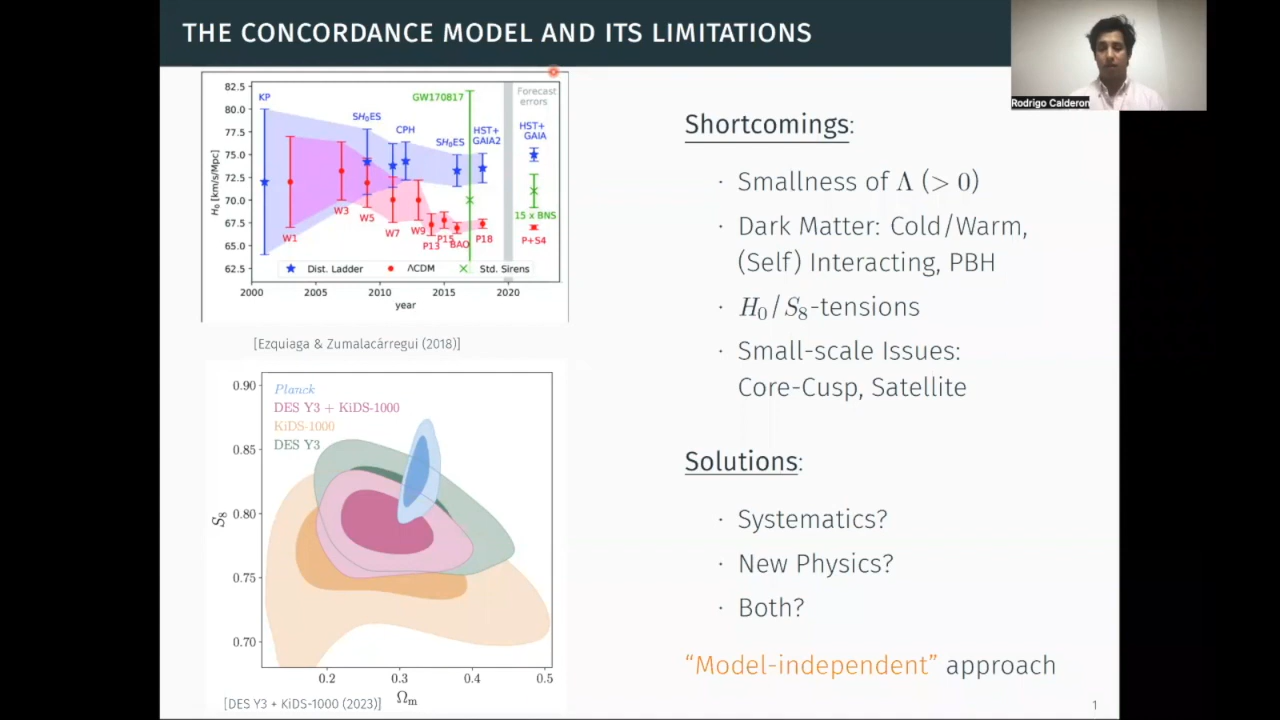 THE CONCORDANCE MODEL AND ITS LIMITATIONS
Rodrigo Calderon
82.5
80.0
77.5
75.0
72.5
70.0
67.5
65.0
62.5
H₀ [km/s/Mpc]
KP
W1
W3
SH₀ES
W5
W7
CPH
W9
P13
P15
BAO
SH₀ES
GW170817
HST+
GAIA2
P18
Forecast
errors
HST+
GAIA
15 x BNS
P+S4
Dist. Ladder
ΛCDM
Std. Sirens
2000
2005
2010
2015
2020
year
[Ezquiaga & Zumalacárregui (2018)]
Planck
DES Y3 + KiDS-1000
KiDS-1000
DES Y3
0.90
0.85
0.80
0.75
0.70
S₈
0.2
0.3
0.4
0.5
Ωm
[DES Y3 + KiDS-1000 (2023)]
Shortcomings:
· Smallness of Λ (> 0)
· Dark Matter: Cold/Warm,
(Self) Interacting, PBH
· H₀/S₈-tensions
· Small-scale Issues:
Core-Cusp, Satellite
Solutions:
· Systematics?
· New Physics?
· Both?
“Model-independent” approach
1